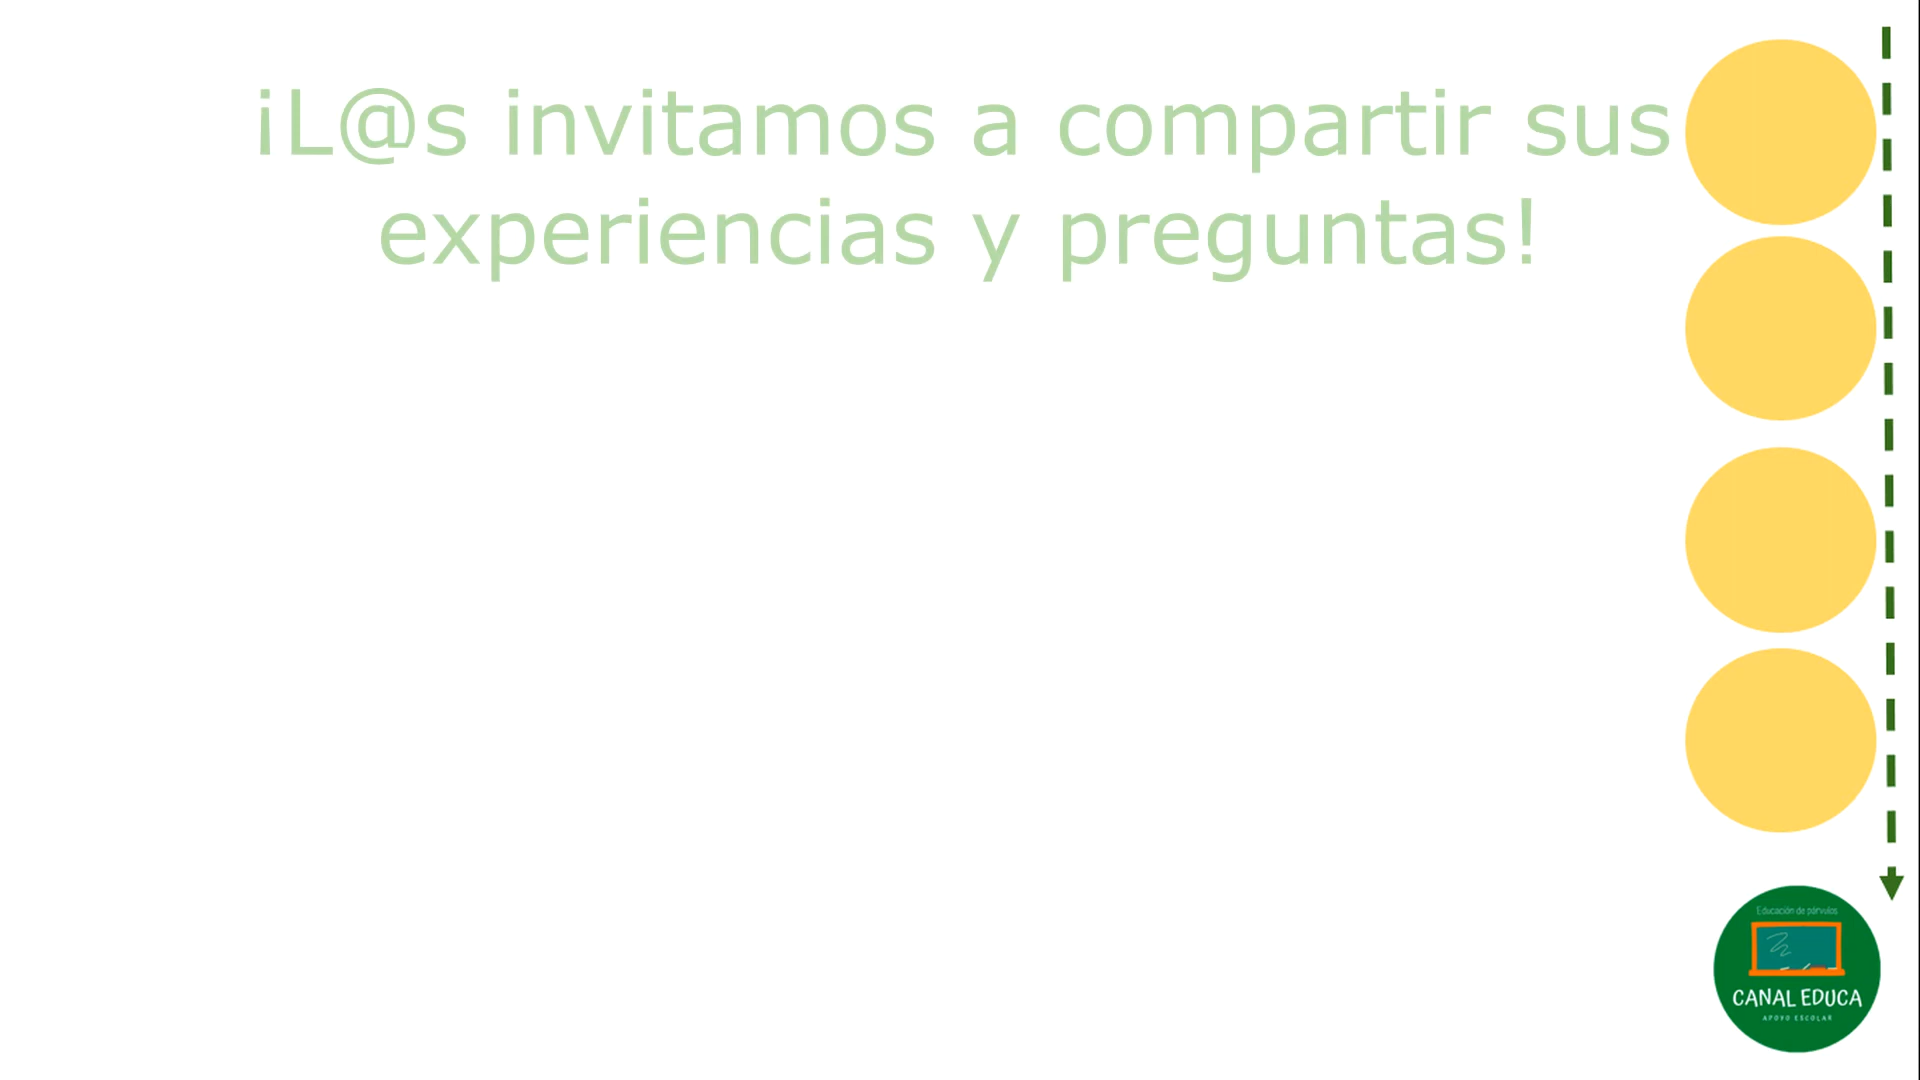 ¡L@s invitamos a compartir sus
experiencias y preguntas!
Educación de párvulos
CANAL EDUCA
APOYO ESCOLAR